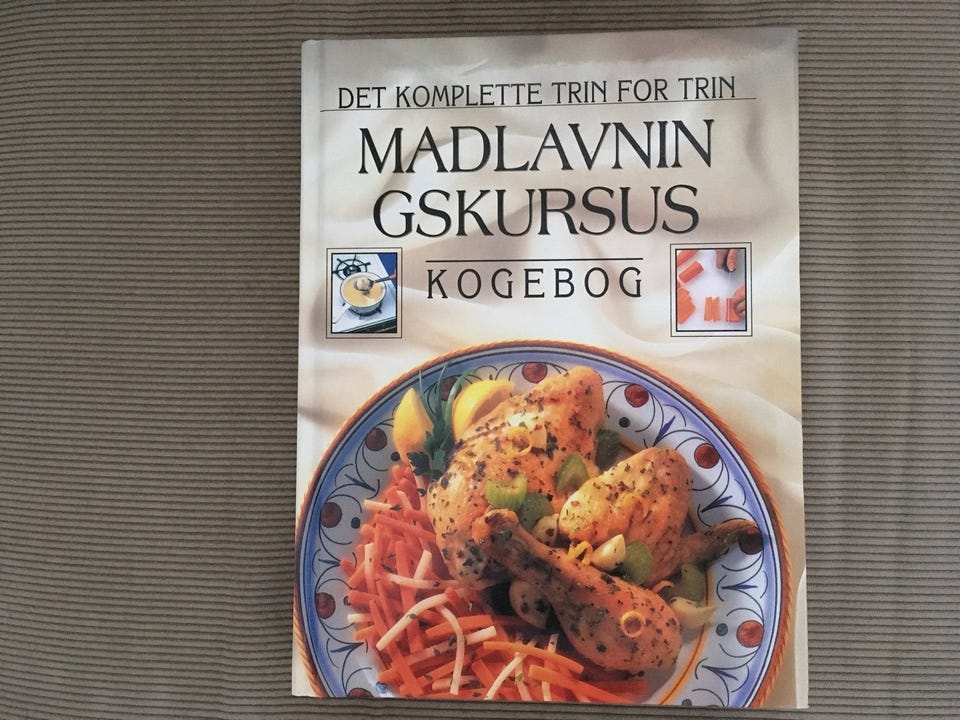 DET KOMPLETTE TRIN FOR TRIN
MADLAVNIN
GSKURSUS
KOGEBOG